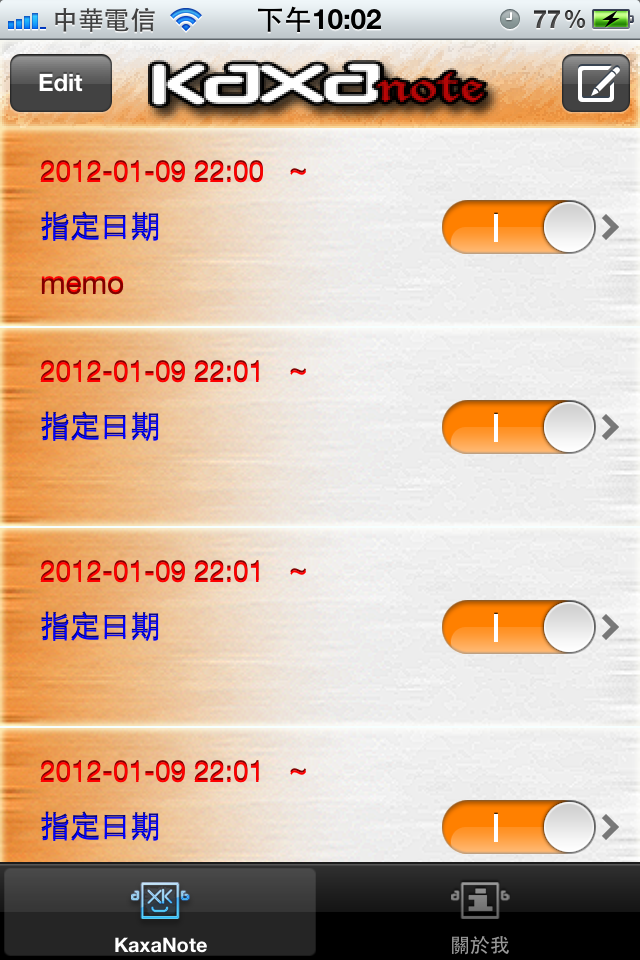 中華電信 下午10:02 77%
Edit kaxanote
2012-01-09 22:00 ~
指定日期
memo
2012-01-09 22:01 ~
指定日期
2012-01-09 22:01 ~
指定日期
2012-01-09 22:01 ~
指定日期
KaxaNote 關於我